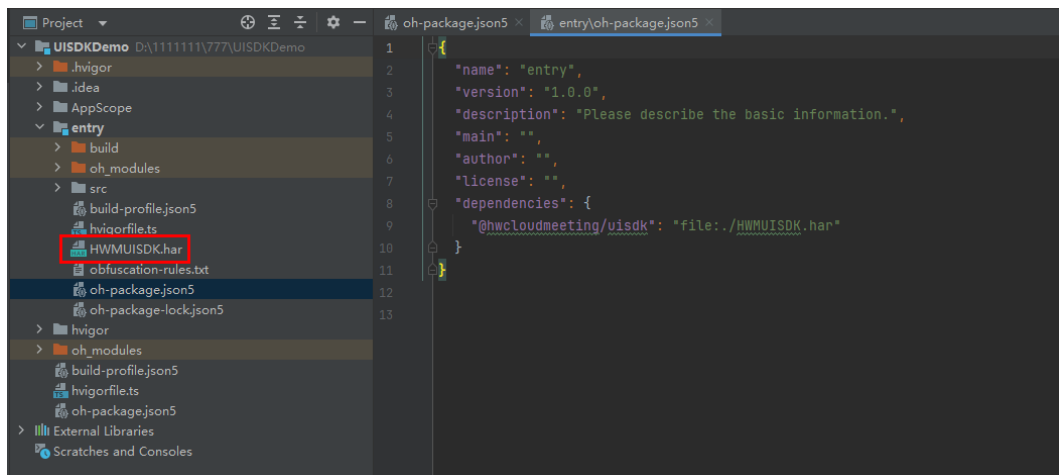 Project
UISDKDemo D:\1111111\777\UISDKDemo
.hvigor
.idea
AppScope
entry
build
oh_modules
src
build-profile.json5
hvigorfile.ts
HWMUISDK.har
obfuscation-rules.txt
oh-package.json5
oh-package-lock.json5
hvigor
oh_modules
build-profile.json5
hvigorfile.ts
oh-package.json5
External Libraries
Scratches and Consoles
oh-package.json5 entry\oh-package.json5
1 {
2 "name": "entry",
3 "version": "1.0.0",
4 "description": "Please describe the basic information.",
5 "main": "",
6 "author": "",
7 "license": "",
8 "dependencies": {
9 "@hwcloudmeeting/uisdk": "file:./HWMUISDK.har"
10 }
11 }
12
13